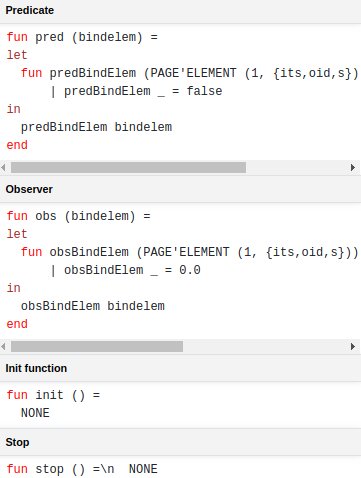 Predicate
fun pred (bindelem) =
let
  fun predBindElem (PAGE'ELEMENT (1, {its,oid,s})
      | predBindElem _ = false
in
  predBindElem bindelem
end
Observer
fun obs (bindelem) =
let
  fun obsBindElem (PAGE'ELEMENT (1, {its,oid,s}))
      | obsBindElem _ = 0.0
in
  obsBindElem bindelem
end
Init function
fun init () =
  NONE
Stop
fun stop () =\n  NONE